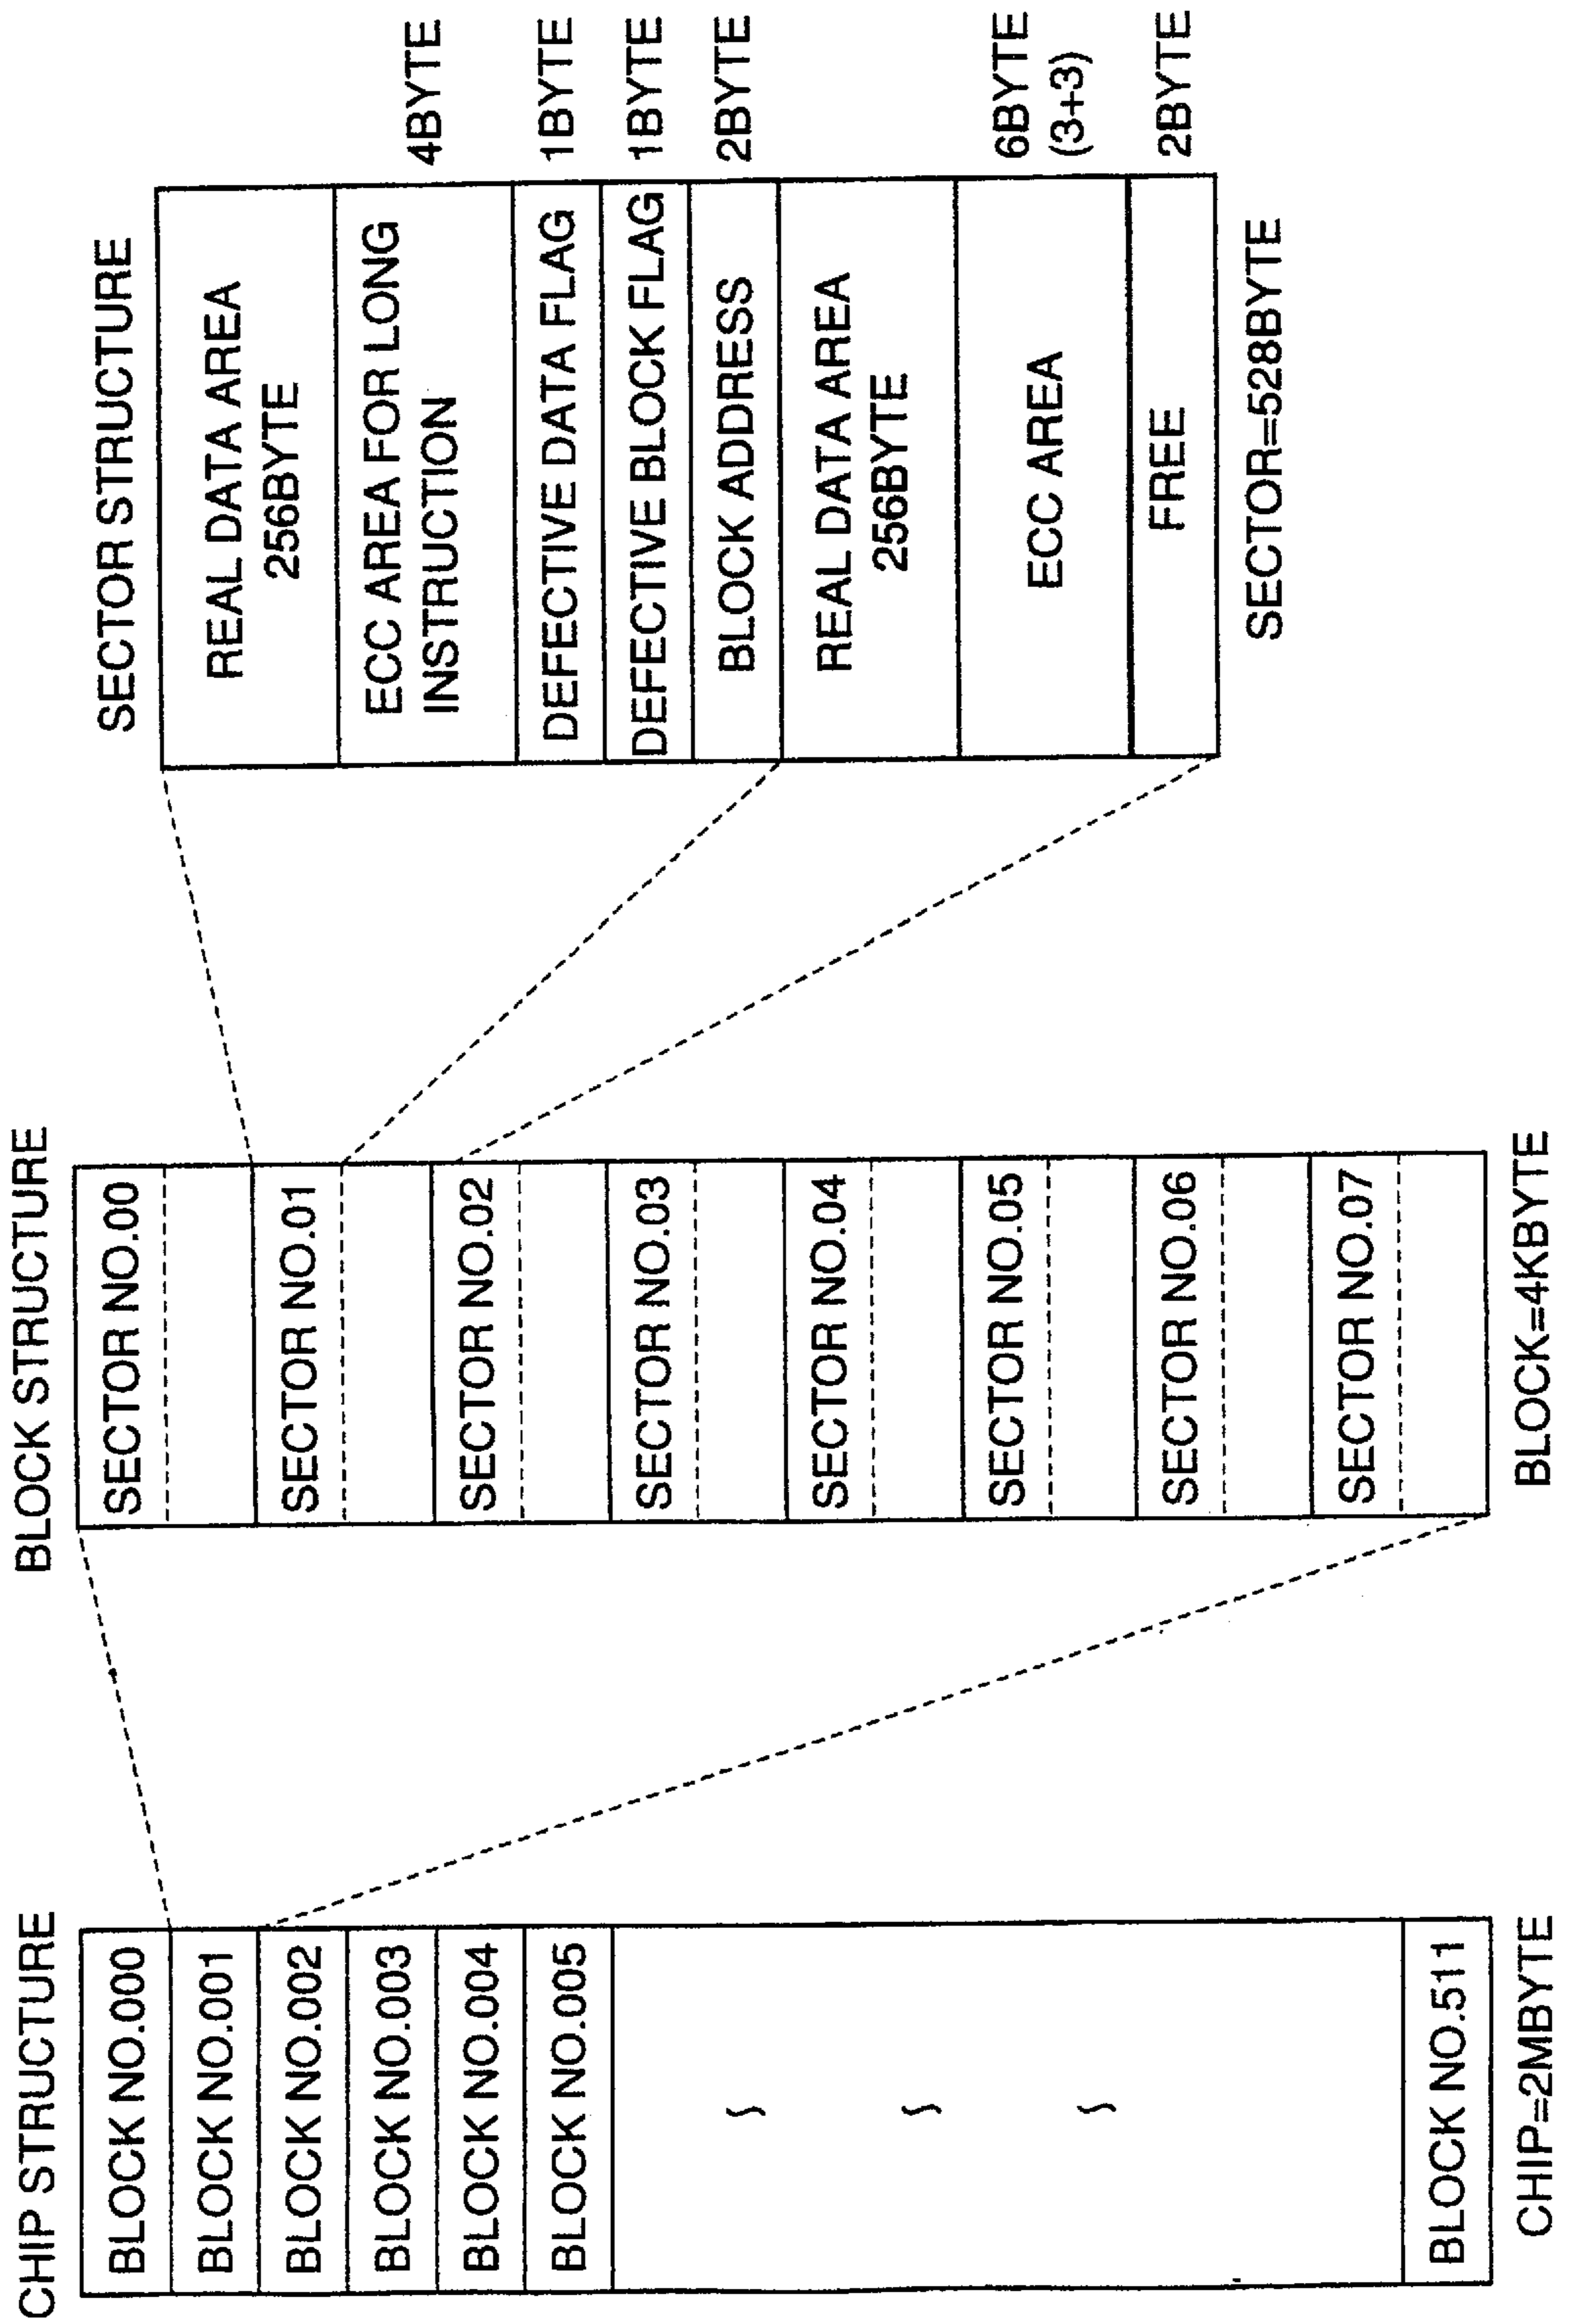 CHIP STRUCTURE
BLOCK NO.000
BLOCK NO.001
BLOCK NO.002
BLOCK NO.003
BLOCK NO.004
BLOCK NO.005
BLOCK NO.511
CHIP=2MBYTE
BLOCK STRUCTURE
SECTOR NO.00
SECTOR NO.01
SECTOR NO.02
SECTOR NO.03
SECTOR NO.04
SECTOR NO.05
SECTOR NO.06
SECTOR NO.07
BLOCK=4KBYTE
SECTOR STRUCTURE
REAL DATA AREA
256BYTE
ECC AREA FOR LONG
INSTRUCTION
4BYTE
DEFECTIVE DATA FLAG
1BYTE
DEFECTIVE BLOCK FLAG
1BYTE
BLOCK ADDRESS
2BYTE
REAL DATA AREA
256BYTE
ECC AREA
6BYTE
(3+3)
FREE
2BYTE
SECTOR=528BYTE